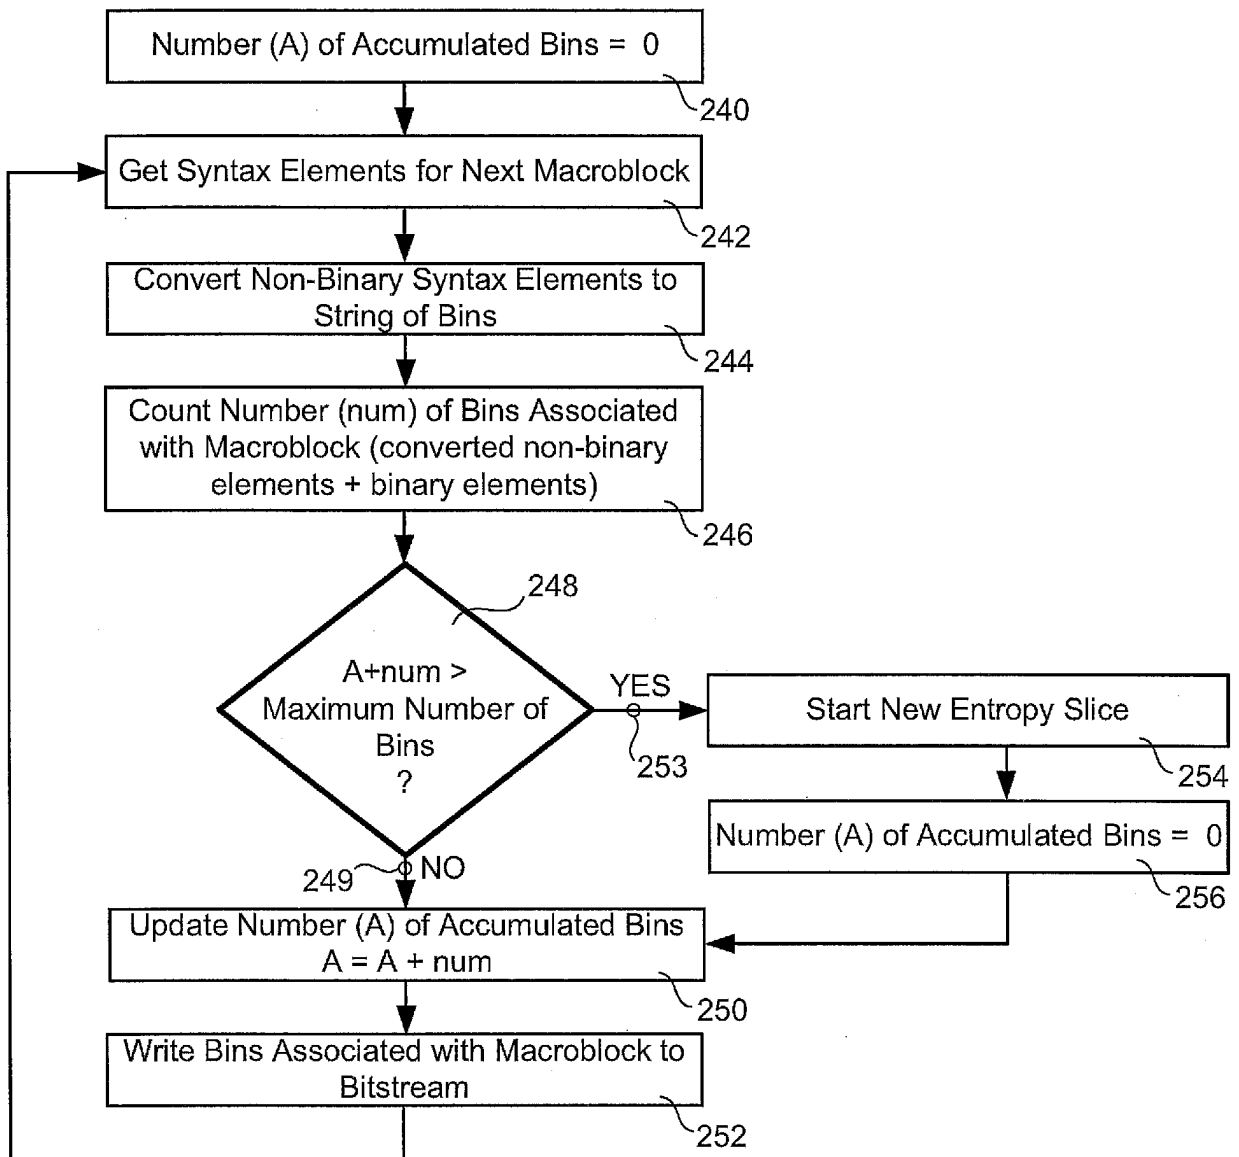 Number (A) of Accumulated Bins = 0
240
Get Syntax Elements for Next Macroblock
242
Convert Non-Binary Syntax Elements to
String of Bins
244
Count Number (num) of Bins Associated
with Macroblock (converted non-binary
elements + binary elements)
246
248
A+num >
Maximum Number of
Bins
?
YES
253
Start New Entropy Slice
254
Number (A) of Accumulated Bins = 0
256
249
NO
Update Number (A) of Accumulated Bins
A = A + num
250
Write Bins Associated with Macroblock to
Bitstream
252